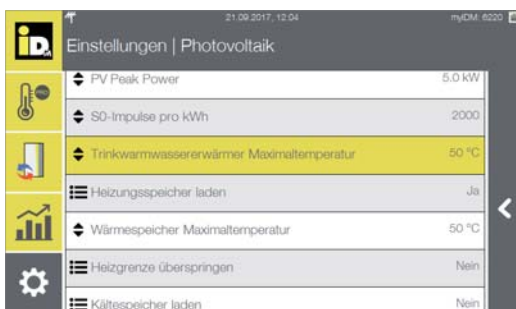 iD
21.09.2017, 12:04
myIDM: 6220
Einstellungen | Photovoltaik
PV Peak Power 5.0 kW
S0-Impulse pro kWh 2000
Trinkwarmwassererwärmer Maximaltemperatur 50 °C
Heizungsspeicher laden Ja
Wärmespeicher Maximaltemperatur 50 °C
Heizgrenze überspringen Nein
Kältespeicher laden Nein